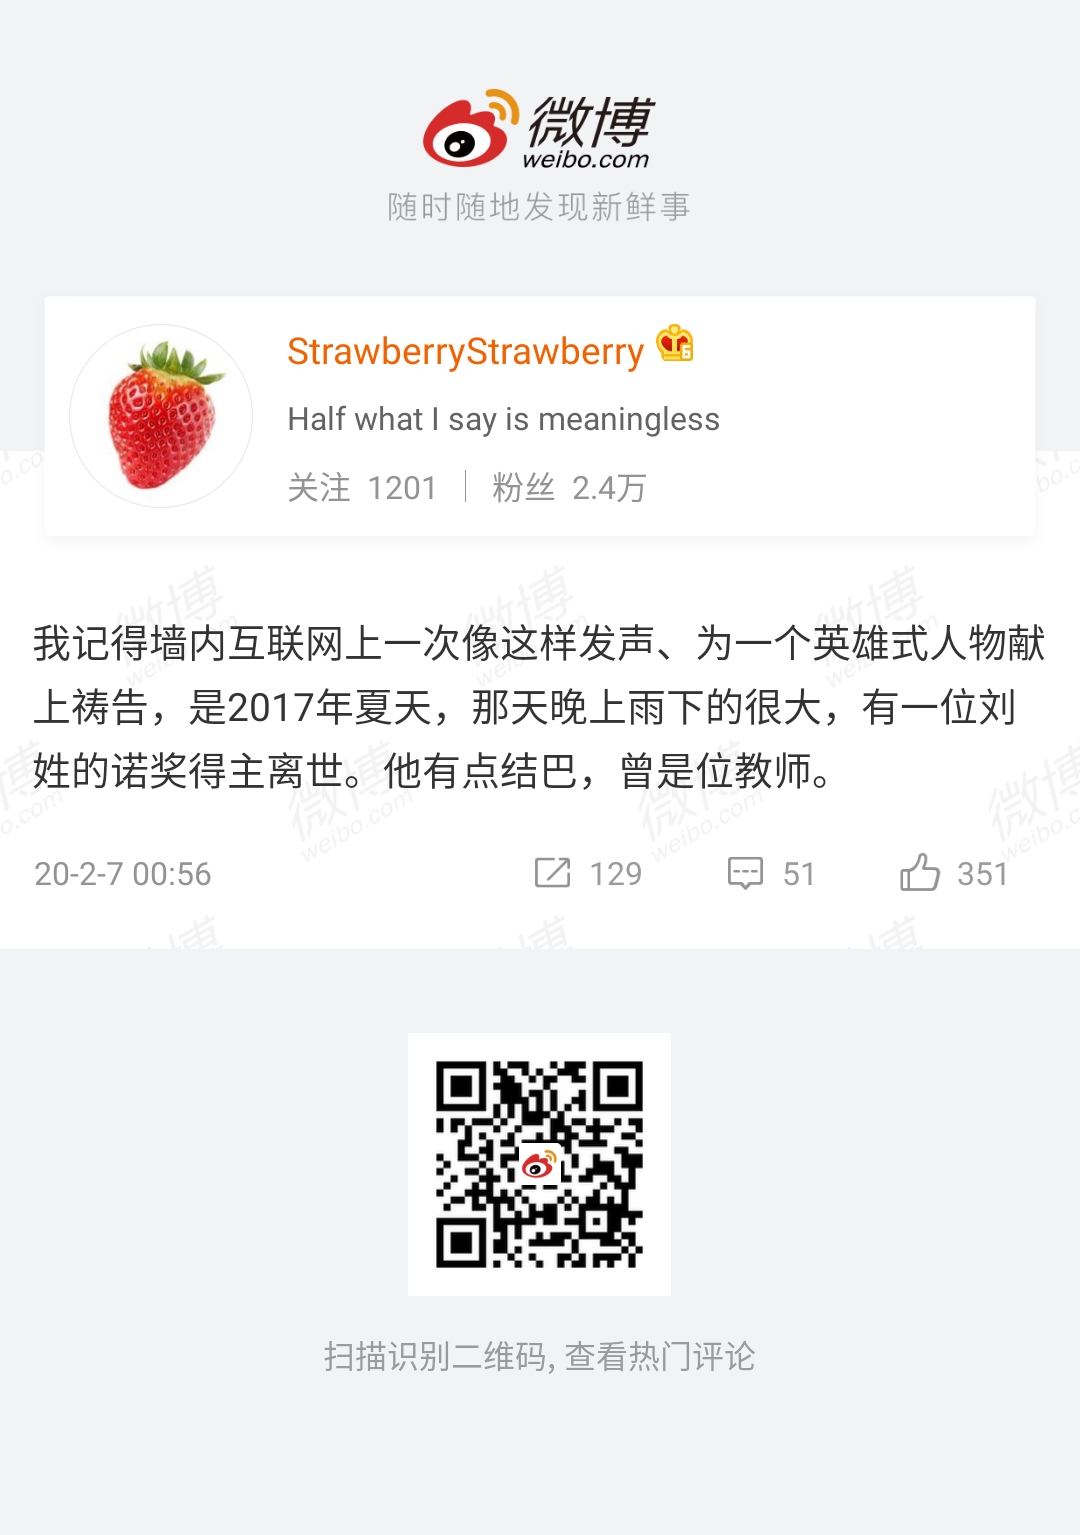 微博
weibo.com
随时随地发现新鲜事
StrawberryStrawberry
Half what I say is meaningless
关注 1201 | 粉丝 2.4万
我记得墙内互联网上一次像这样发声、为一个英雄式人物献
上祷告，是2017年夏天，那天晚上雨下的很大，有一位刘
姓的诺奖得主离世。他有点结巴，曾是位教师。
20-2-7 00:56 129 51 351
扫描识别二维码, 查看热门评论